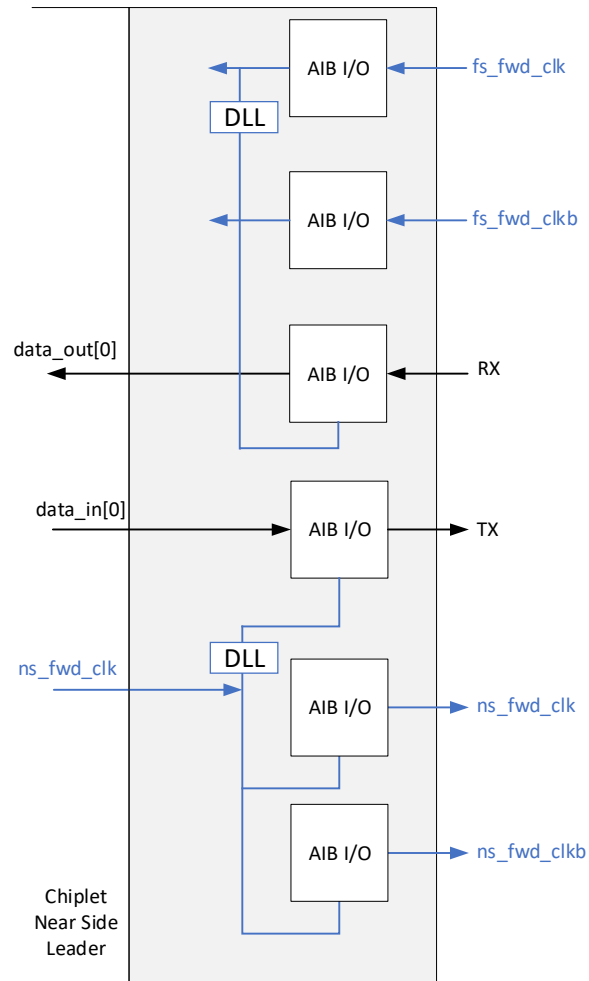 AIB I/O
fs_fwd_clk
DLL
AIB I/O
fs_fwd_clkb
data_out[0]
AIB I/O
RX
data_in[0]
AIB I/O
TX
DLL
ns_fwd_clk
AIB I/O
ns_fwd_clk
AIB I/O
ns_fwd_clkb
Chiplet
Near Side
Leader